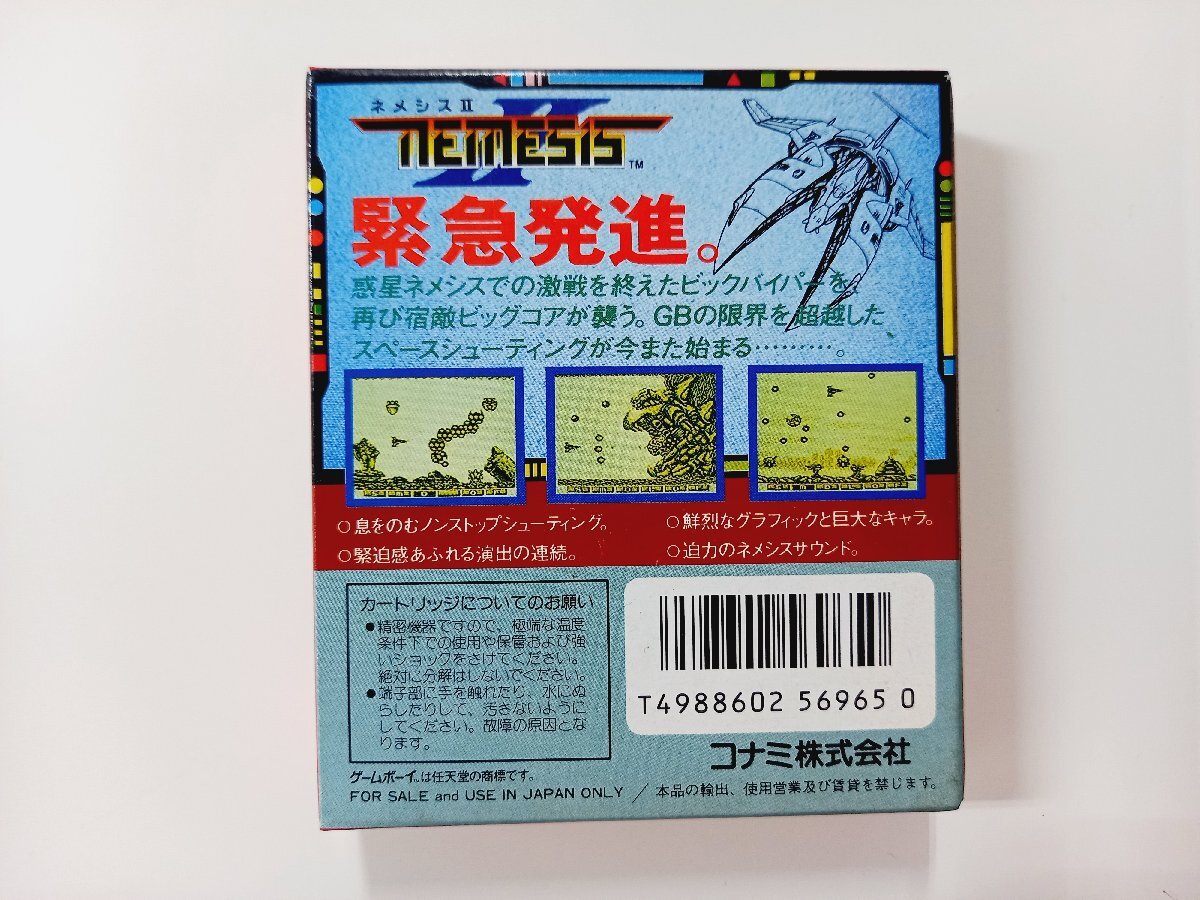 ネメシスII
NEMESIS II TM
緊急発進。
惑星ネメシスでの激戦を終えたビックバイパーを、
再び宿敵ビッグコアが襲う。GBの限界を超越した
スペースシューティングが今また始まる………。
○息をのむノンストップシューティング。
○緊迫感あふれる演出の連続。
○鮮烈なグラフィックと巨大なキャラ。
○迫力のネメシスサウンド。
カートリッジについてのお願い
●精密機器ですので、極端な温度
条件下での使用や保管および強
いショックをさけてください。
絶対に分解はしないでください。
●端子部に手を触れたり、水にぬ
らしたりして、汚さないように
してください。故障の原因とな
ります。
T4988602 56965 0
コナミ株式会社
ゲームボーイ™は任天堂の商標です。
FOR SALE and USE IN JAPAN ONLY / 本品の輸出、使用営業及び賃貸を禁じます。